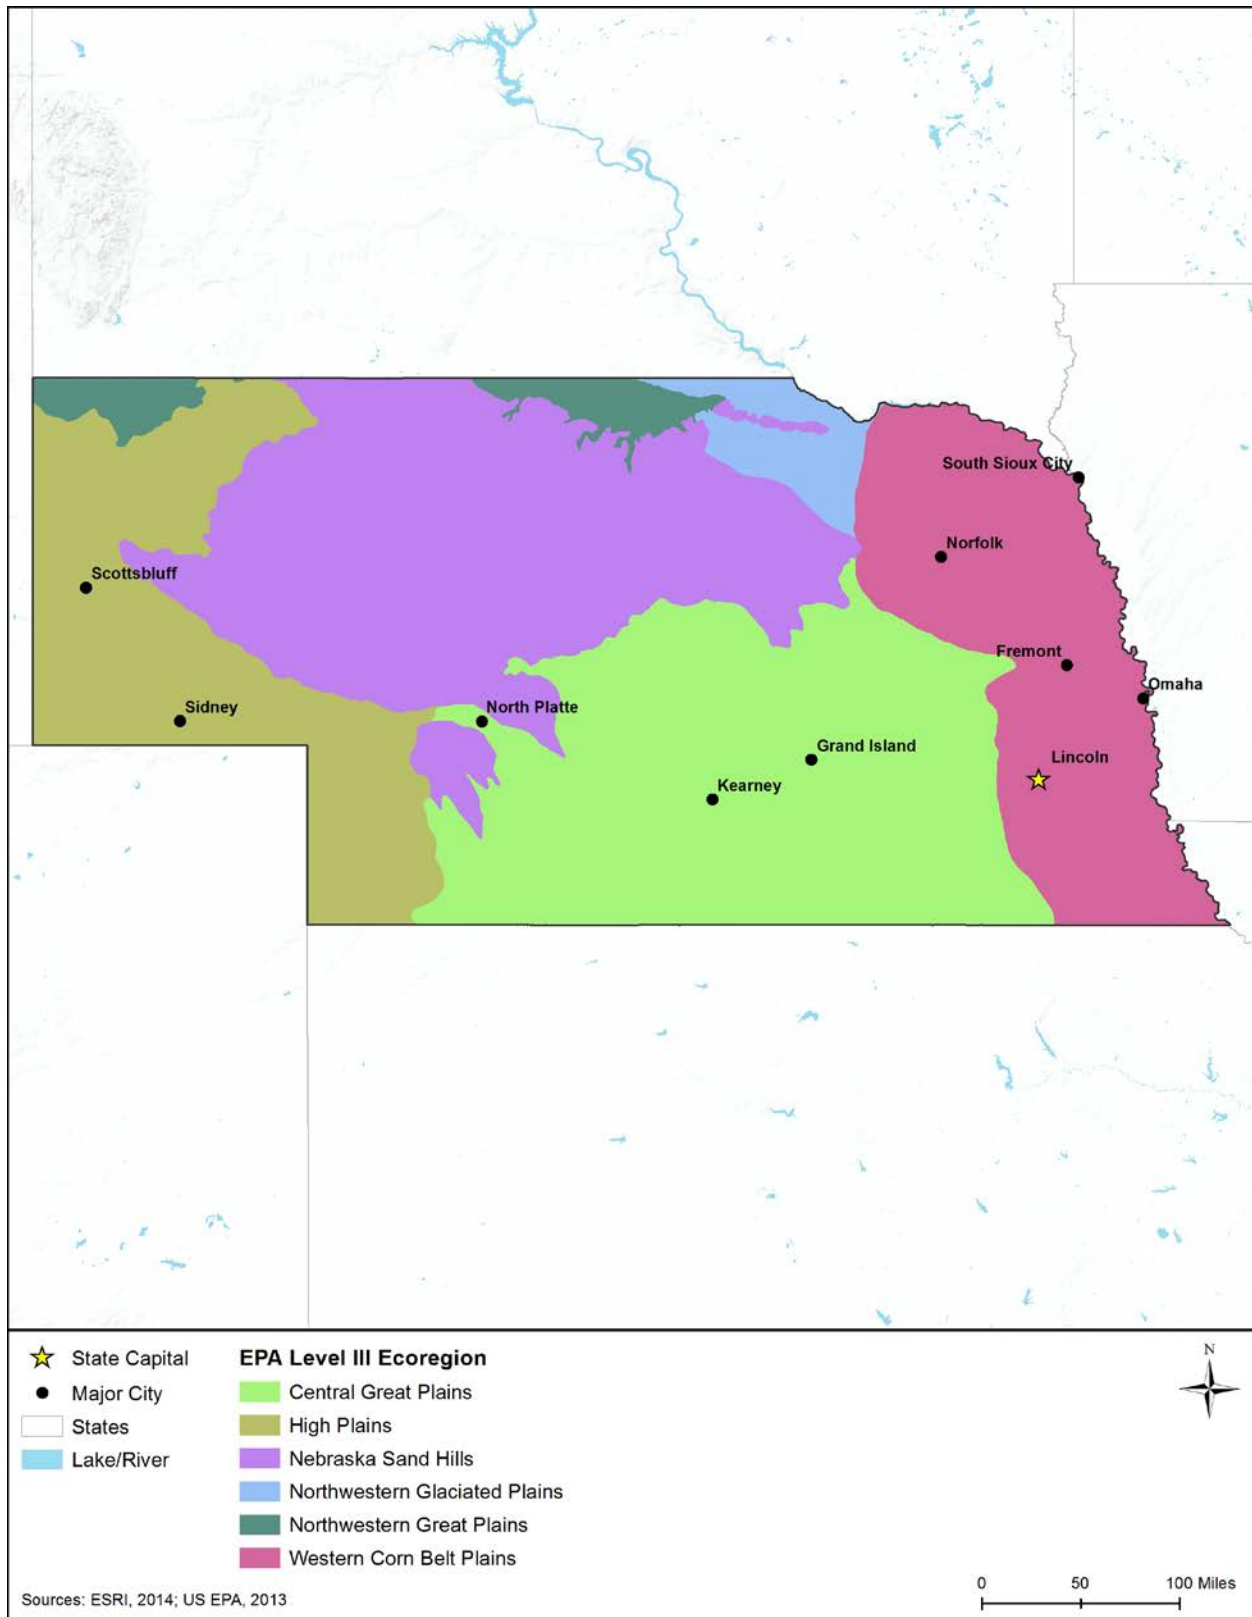 South Sioux City
Norfolk
Scottsbluff
Fremont
Omaha
Sidney
North Platte
Grand Island
Lincoln
Kearney
State Capital
Major City
States
Lake/River
EPA Level III Ecoregion
Central Great Plains
High Plains
Nebraska Sand Hills
Northwestern Glaciated Plains
Northwestern Great Plains
Western Corn Belt Plains
N
0 50 100 Miles
Sources: ESRI, 2014; US EPA, 2013